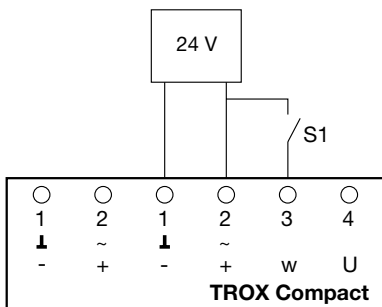 24 V
S1
1 2 1 2 3 4
⊥ ~ ⊥ ~
- + - + w U
TROX Compact